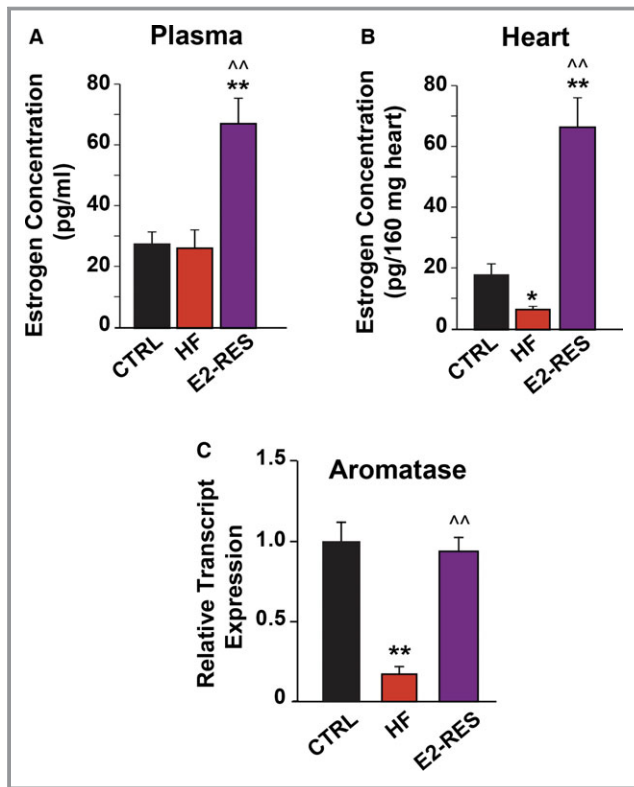 A
Plasma
Estrogen Concentration
(pg/ml)
80
60
40
20
0
^^
**
CTRL
HF
E2-RES
B
Heart
Estrogen Concentration
(pg/160 mg heart)
80
60
40
20
0
*
^^
**
CTRL
HF
E2-RES
C
Aromatase
Relative Transcript
Expression
1.5
1.0
0.5
0
**
^^
CTRL
HF
E2-RES